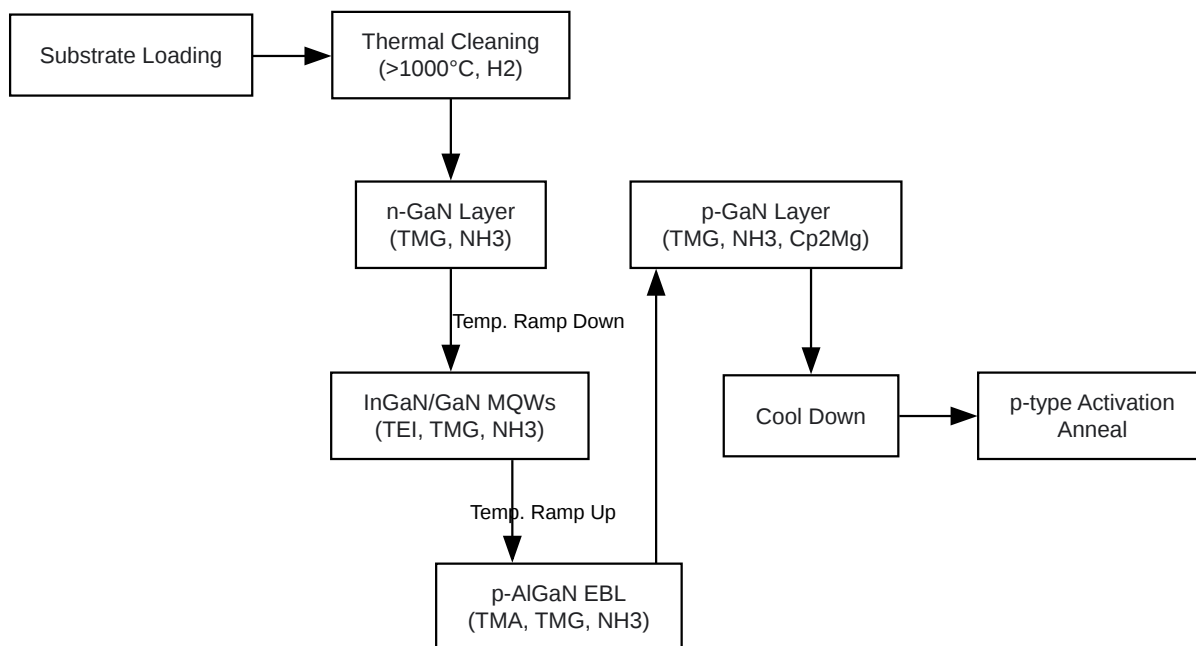 Substrate Loading
Thermal Cleaning
(>1000°C, H2)
n-GaN Layer
(TMG, NH3)
Temp. Ramp Down
InGaN/GaN MQWs
(TEI, TMG, NH3)
Temp. Ramp Up
p-AlGaN EBL
(TMA, TMG, NH3)
p-GaN Layer
(TMG, NH3, Cp2Mg)
Cool Down
p-type Activation
Anneal